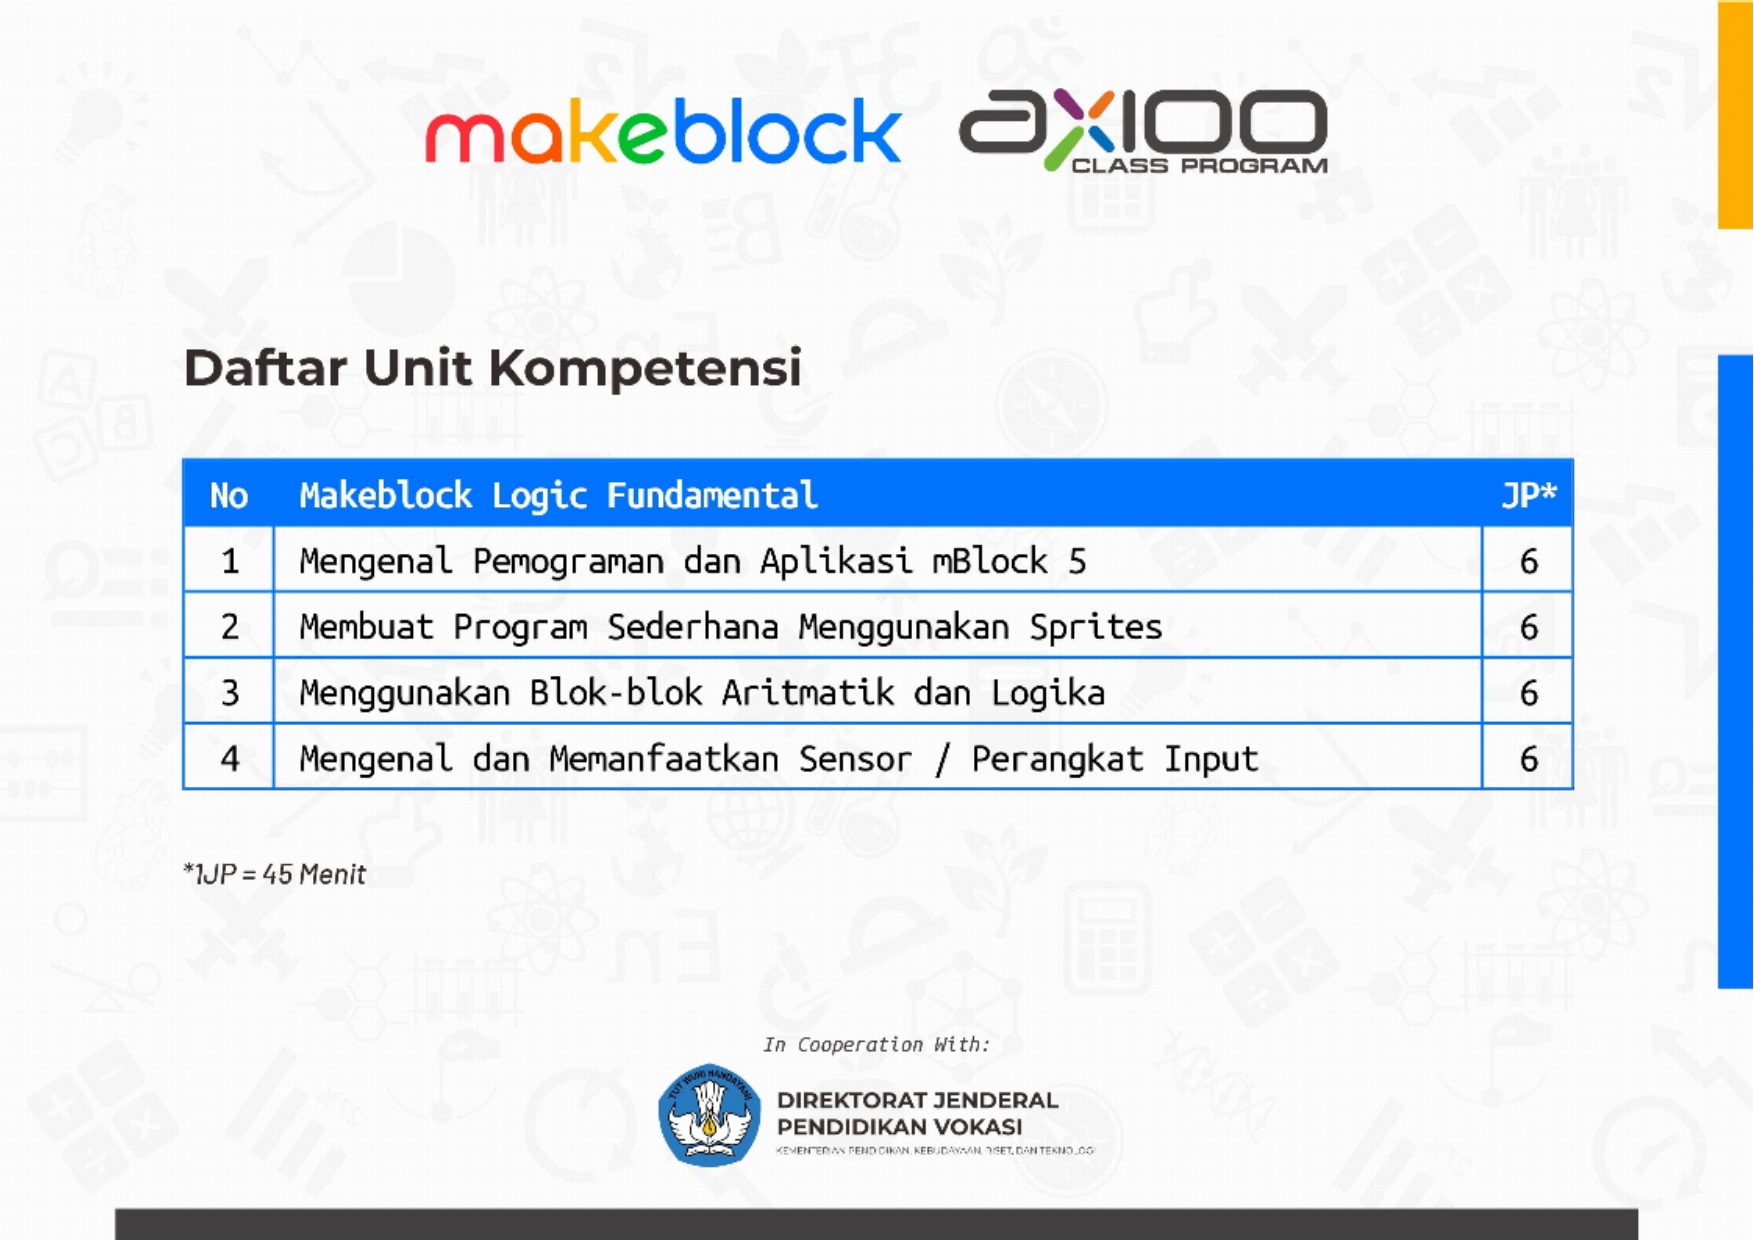 makeblock AXIOO
CLASS PROGRAM
Daftar Unit Kompetensi
No Makeblock Logic Fundamental JP*
1 Mengenal Pemograman dan Aplikasi mBlock 5 6
2 Membuat Program Sederhana Menggunakan Sprites 6
3 Menggunakan Blok-blok Aritmatik dan Logika 6
4 Mengenal dan Memanfaatkan Sensor / Perangkat Input 6
*1JP = 45 Menit
In Cooperation With:
TUT WURI HANDAYANI
DIREKTORAT JENDERAL
PENDIDIKAN VOKASI
KEMENTERIAN PENDIDIKAN, KEBUDAYAAN, RISET, DAN TEKNOLOGI